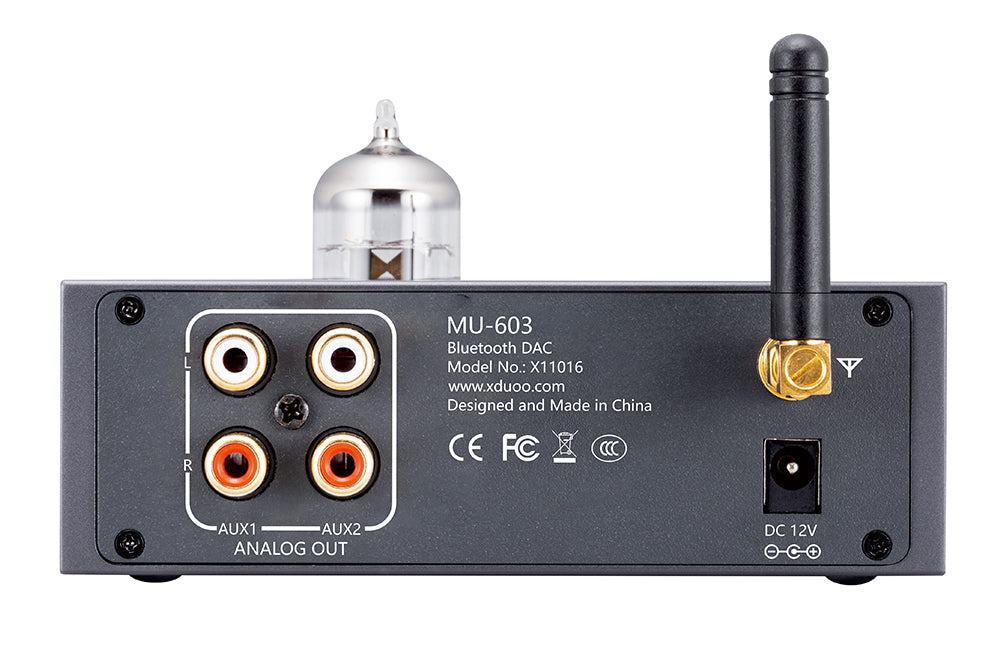 MU-603
Bluetooth DAC
Model No.: X11016
www.xduoo.com
Designed and Made in China
CE FC CCC
L
R
AUX1 AUX2
ANALOG OUT
DC 12V